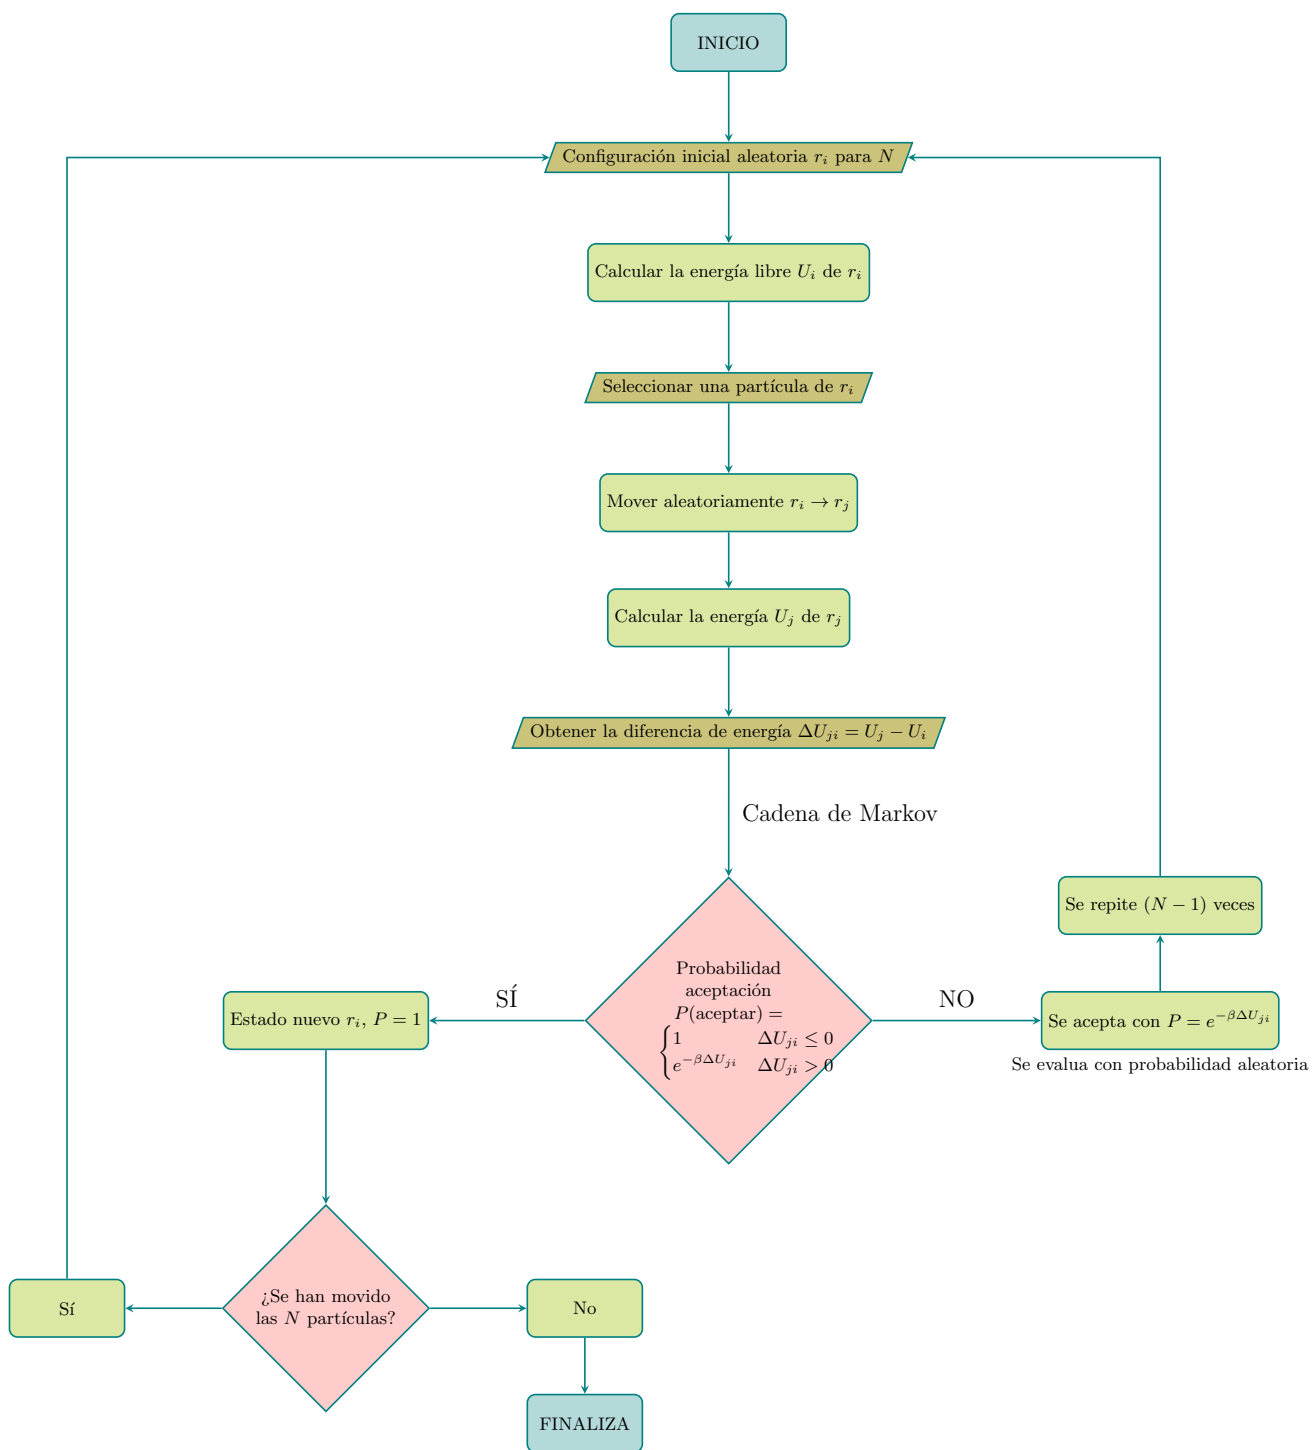 INICIO
Configuración inicial aleatoria $r_i$ para $N$
Calcular la energía libre $U_i$ de $r_i$
Seleccionar una partícula de $r_i$
Mover aleatoriamente $r_i \to r_j$
Calcular la energía $U_j$ de $r_j$
Obtener la diferencia de energía $\Delta U_{ji} = U_j - U_i$
Cadena de Markov
Probabilidad
aceptación
$P(\text{aceptar}) =$
$\begin{cases} 1 & \Delta U_{ji} \leq 0 \\ e^{-\beta \Delta U_{ji}} & \Delta U_{ji} > 0 \end{cases}$
SÍ
Estado nuevo $r_i$, $P = 1$
NO
Se acepta con $P = e^{-\beta \Delta U_{ji}}$
Se evalua con probabilidad aleatoria
Se repite $(N - 1)$ veces
¿Se han movido
las $N$ partículas?
Sí
No
FINALIZA